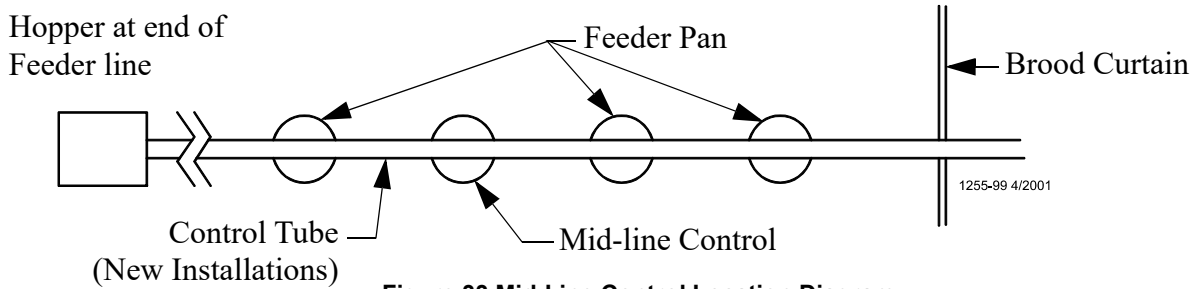 Hopper at end of
Feeder line
Feeder Pan
Brood Curtain
1255-99 4/2001
Control Tube
(New Installations)
Mid-line Control